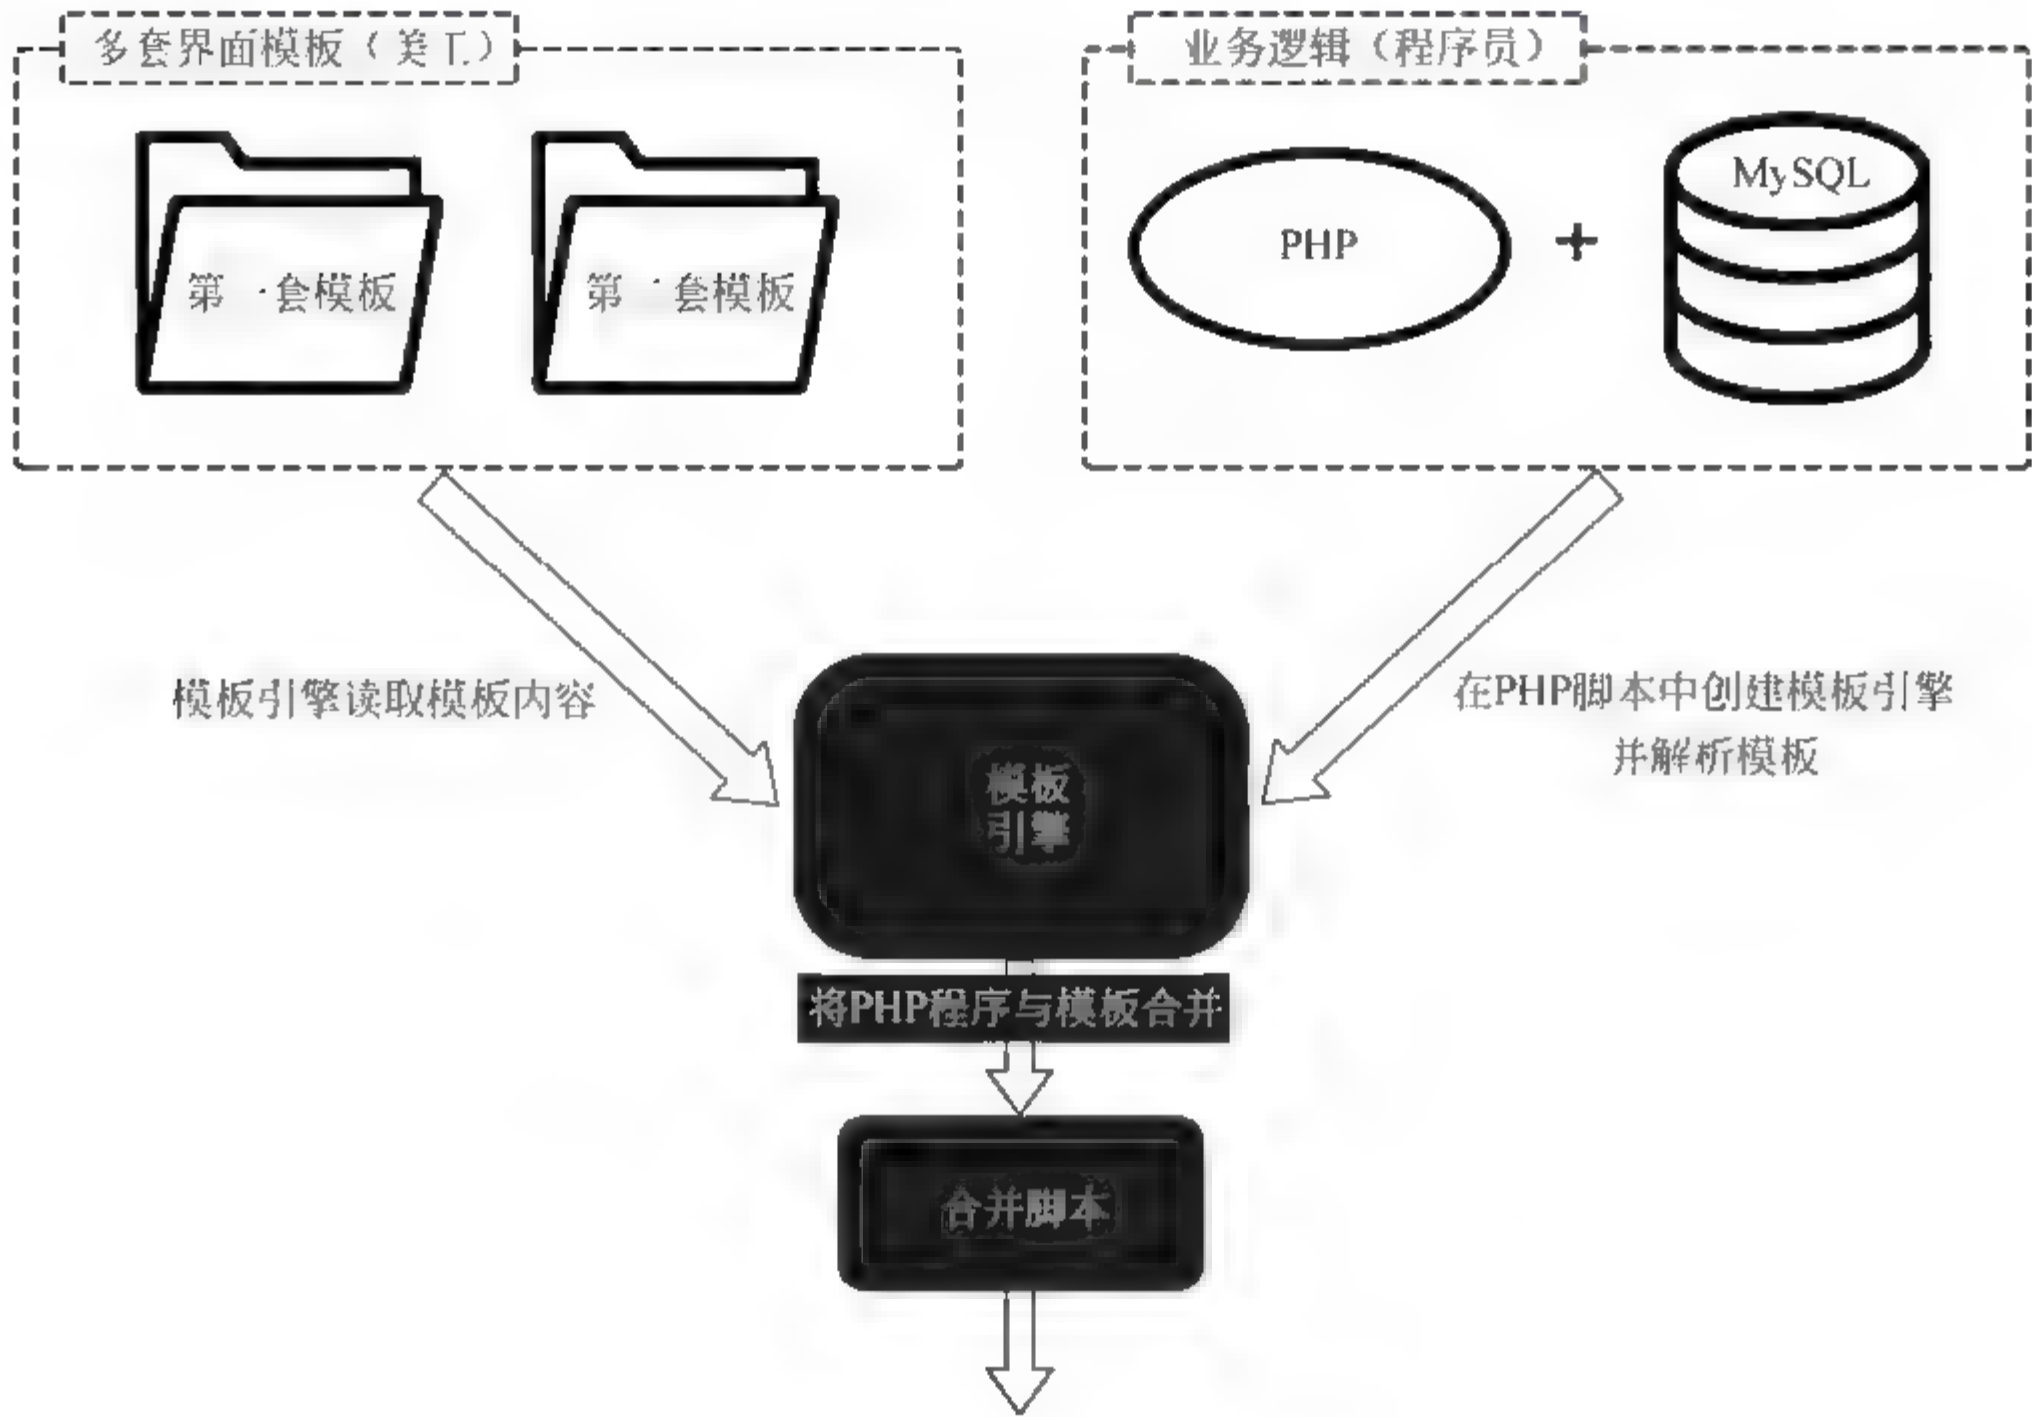 多套界面模板（美工）
业务逻辑（程序员）
第一套模板
第二套模板
PHP
+
MySQL
模板引擎读取模板内容
在PHP脚本中创建模板引擎
并解析模板
模板
引擎
将PHP程序与模板合并
合并脚本